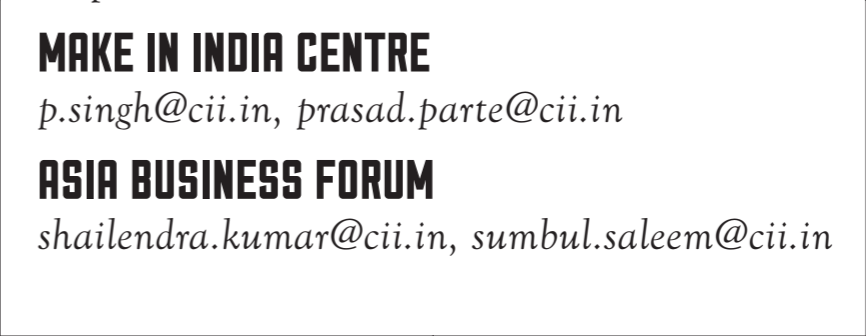 MAKE IN INDIA CENTRE
p.singh@cii.in, prasad.parte@cii.in
ASIA BUSINESS FORUM
shailendra.kumar@cii.in, sumbul.saleem@cii.in